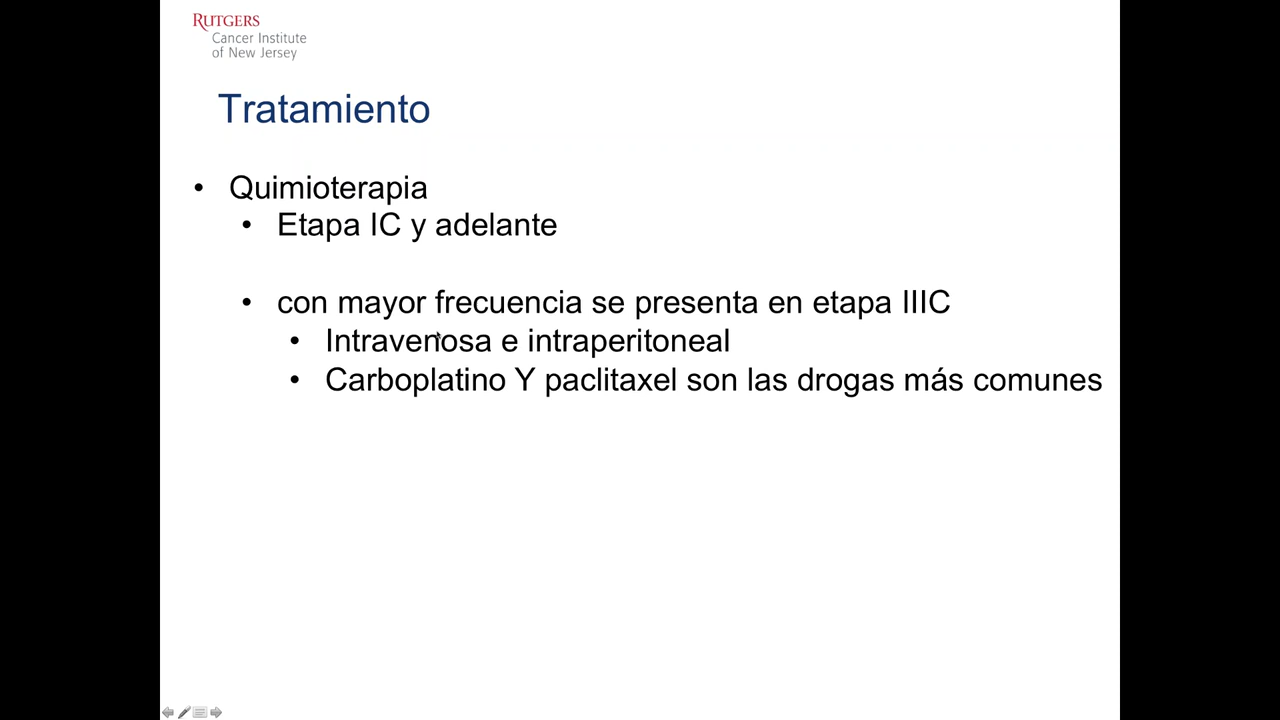 RUTGERS
Cancer Institute
of New Jersey
Tratamiento
• Quimioterapia
• Etapa IC y adelante
• con mayor frecuencia se presenta en etapa IIIC
• Intravenosa e intraperitoneal
• Carboplatino Y paclitaxel son las drogas más comunes